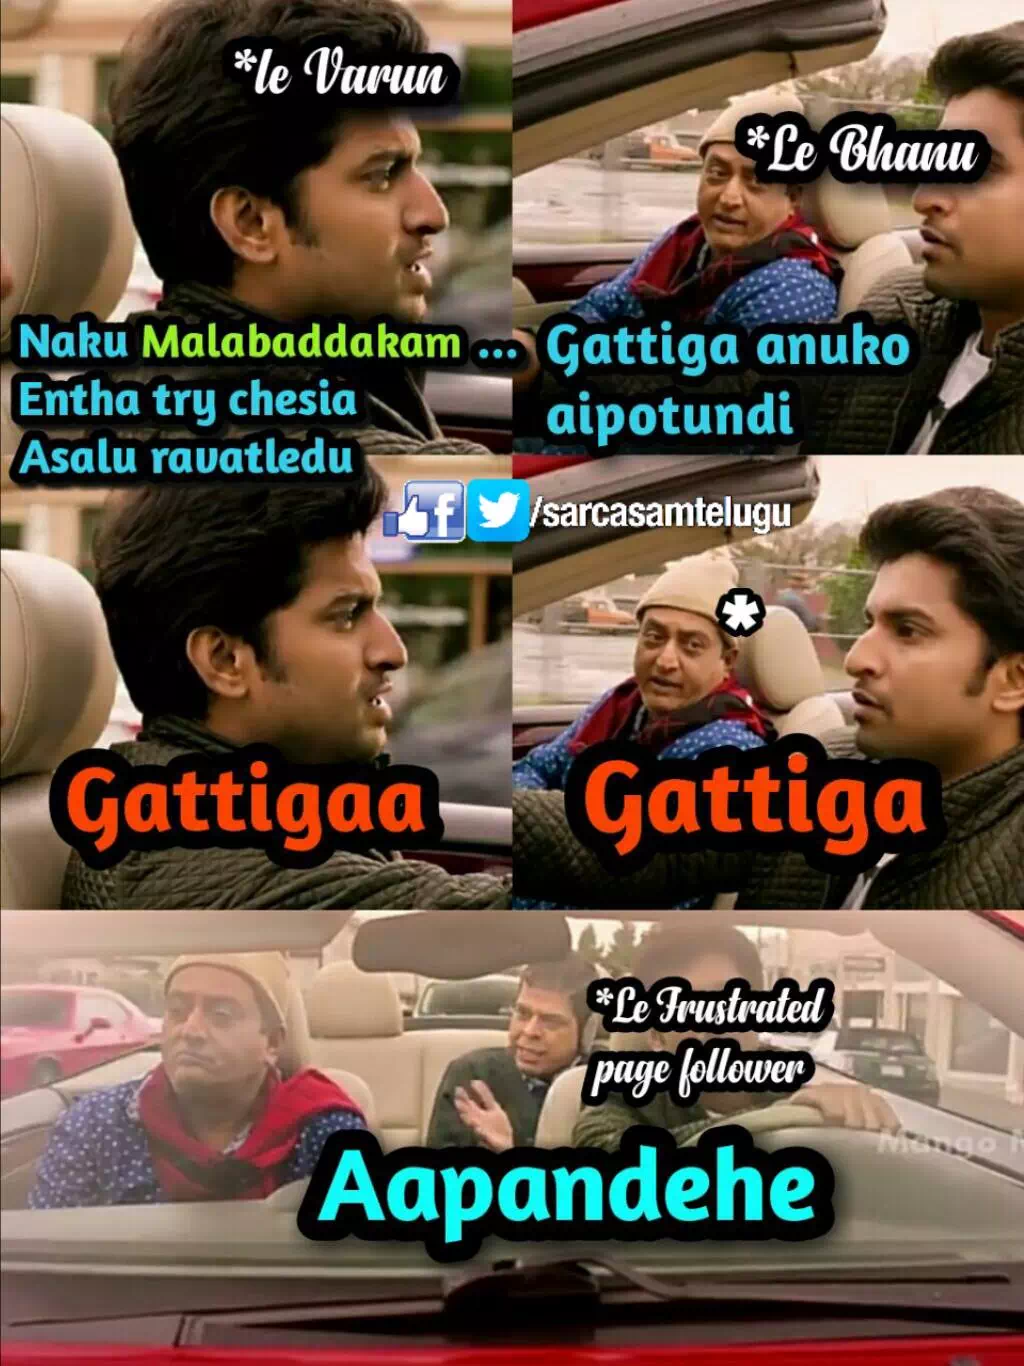 *le Varun
Naku Malabaddakam ...
Entha try chesia
Asalu ravatledu
*Le Bhanu
Gattiga anuko
aipotundi
/sarcasamtelugu
Gattigaa
*
Gattiga
*Le Frustrated
page follower
Aapandehe
Mango M